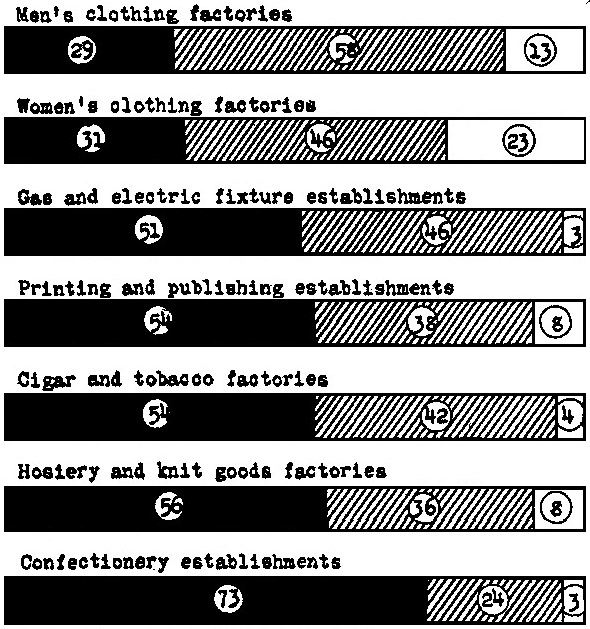 Men's clothing factories
29 58 13
Women's clothing factories
31 46 23
Gas and electric fixture establishments
51 46 3
Printing and publishing establishments
54 38 8
Cigar and tobacco factories
54 42 4
Hosiery and knit goods factories
56 36 8
Confectionery establishments
73 24 3